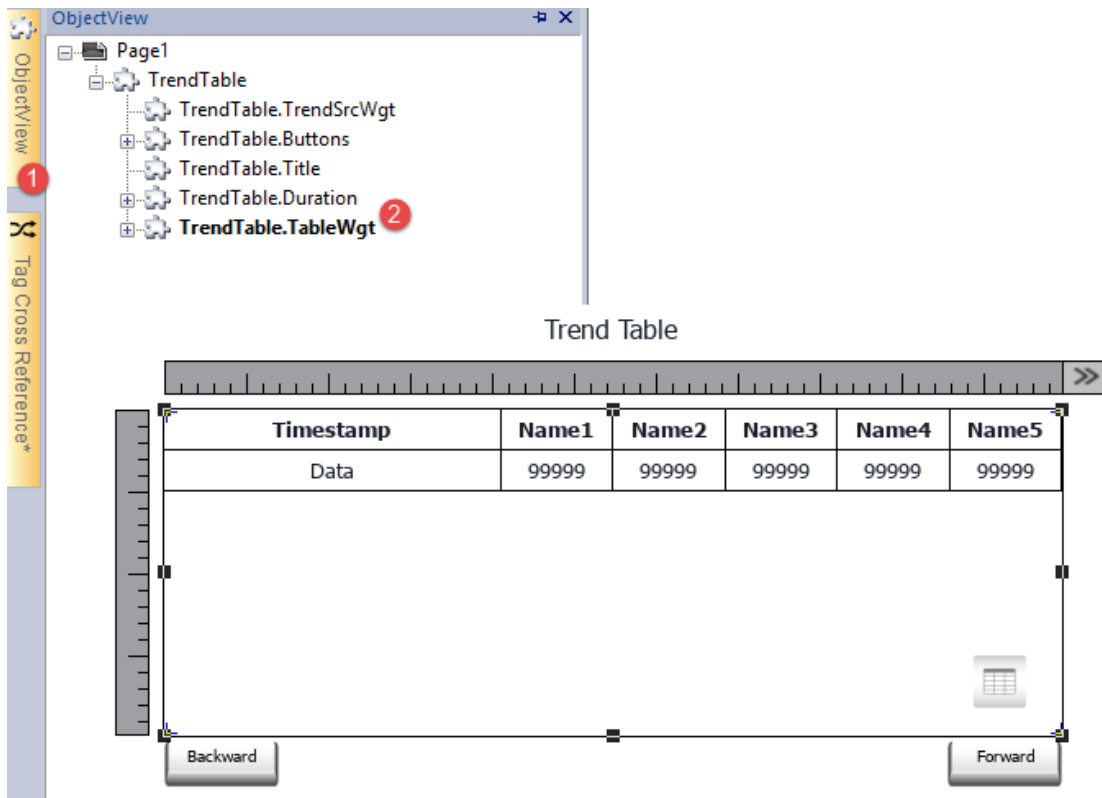 ObjectView
Page1
TrendTable
TrendTable.TrendSrcWgt
TrendTable.Buttons
TrendTable.Title
TrendTable.Duration
TrendTable.TableWgt
ObjectView
Tag Cross Reference*
1
2
Trend Table
Timestamp Name1 Name2 Name3 Name4 Name5
Data 99999 99999 99999 99999 99999
Backward Forward